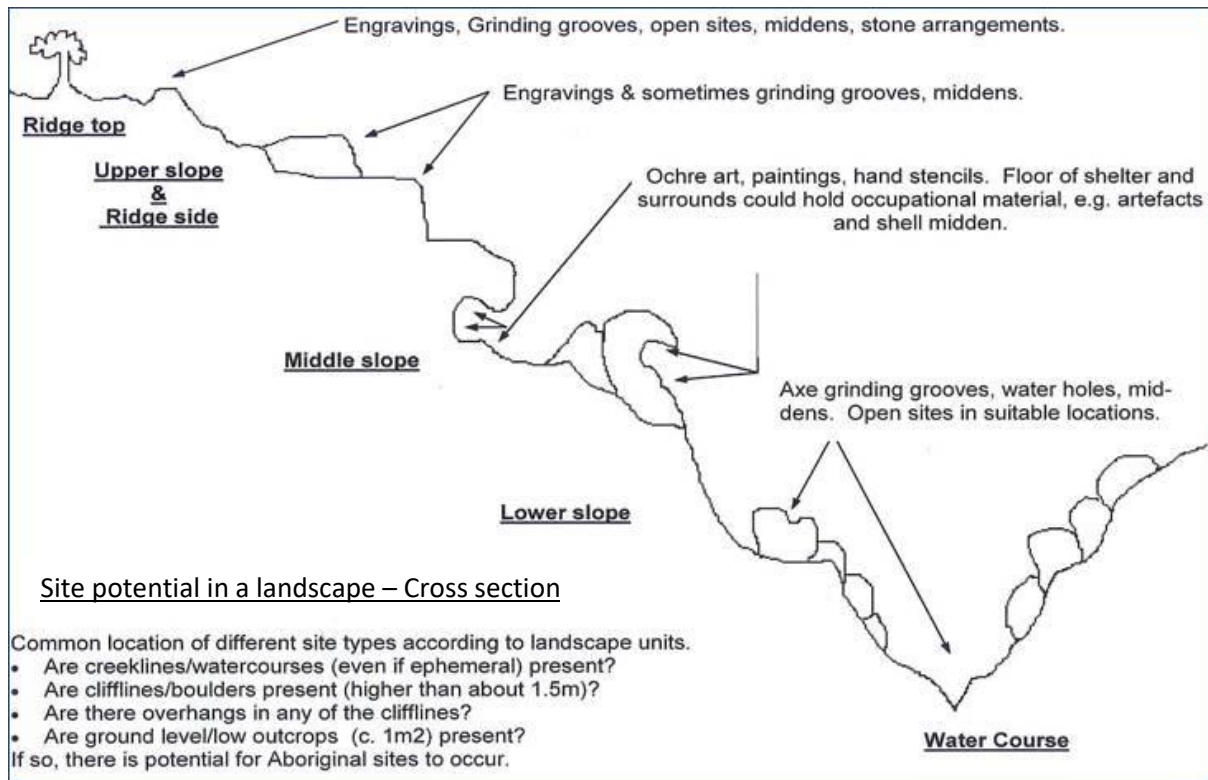 Engravings, Grinding grooves, open sites, middens, stone arrangements.
Engravings & sometimes grinding grooves, middens.
Ridge top
Upper slope
&
Ridge side
Ochre art, paintings, hand stencils. Floor of shelter and
surrounds could hold occupational material, e.g. artefacts
and shell midden.
Middle slope
Axe grinding grooves, water holes, mid-
dens. Open sites in suitable locations.
Lower slope
Site potential in a landscape – Cross section
Common location of different site types according to landscape units.
• Are creeklines/watercourses (even if ephemeral) present?
• Are clifflines/boulders present (higher than about 1.5m)?
• Are there overhangs in any of the clifflines?
• Are ground level/low outcrops (c. 1m2) present?
If so, there is potential for Aboriginal sites to occur.
Water Course